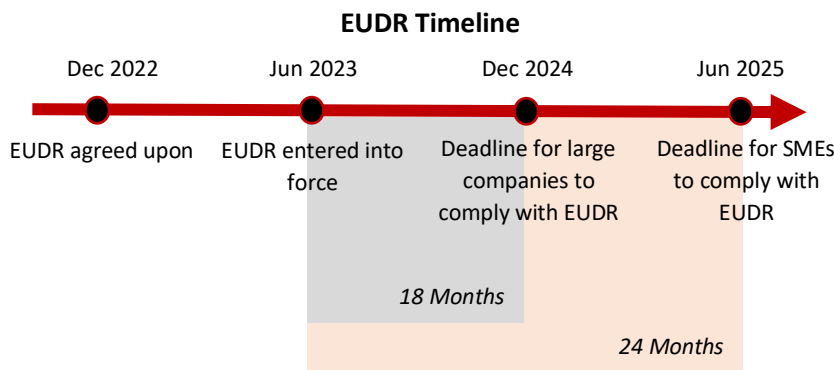 EUDR Timeline
Dec 2022
Jun 2023
Dec 2024
Jun 2025
EUDR agreed upon
EUDR entered into
force
Deadline for large
companies to
comply with EUDR
Deadline for SMEs
to comply with
EUDR
18 Months
24 Months